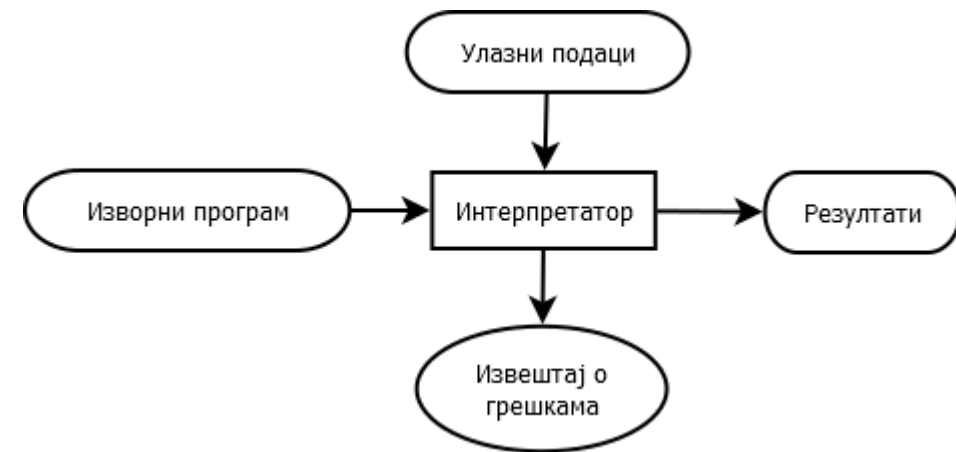 Улазни подаци
Изворни програм
Интерпретатор
Резултати
Извештај о
грешкама